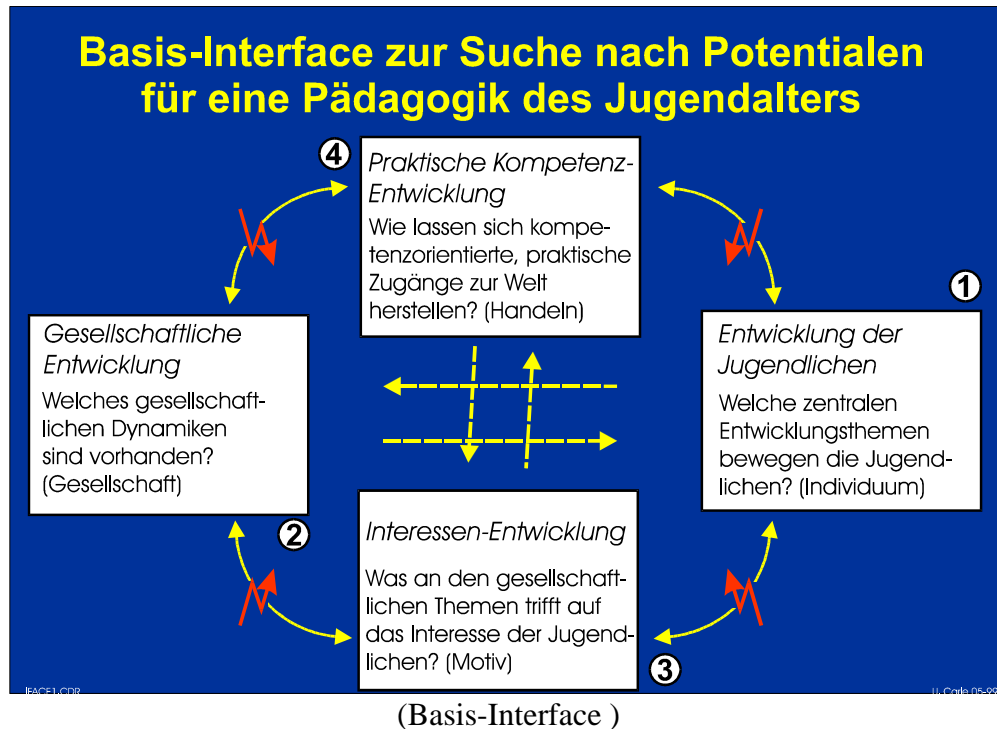 Basis-Interface zur Suche nach Potentialen
für eine Pädagogik des Jugendalters
4
Praktische Kompetenz-
Entwicklung
Wie lassen sich kompe-
tenzorientierte, praktische
Zugänge zur Welt
herstellen? (Handeln)
1
Entwicklung der
Jugendlichen
Welche zentralen
Entwicklungsthemen
bewegen die Jugend-
lichen? (Individuum)
Gesellschaftliche
Entwicklung
Welches gesellschaft-
lichen Dynamiken
sind vorhanden?
(Gesellschaft)
2
Interessen-Entwicklung
Was an den gesellschaft-
lichen Themen trifft auf
das Interesse der Jugend-
lichen? (Motiv)
3
IFACE1.CDR
U. Carle 05-99
(Basis-Interface )